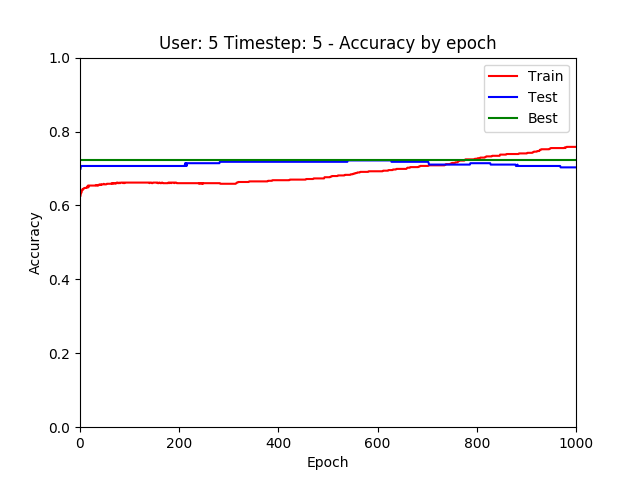 User: 5 Timestep: 5 - Accuracy by epoch
1.0
0.8
0.6
0.4
0.2
0.0
Accuracy
Train
Test
Best
0 200 400 600 800 1000
Epoch